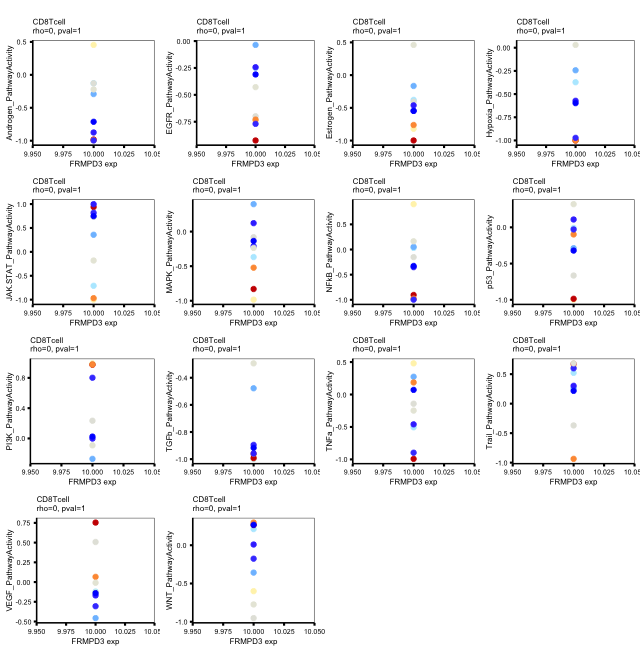 CD8Tcell
rho=0, pval=1
Androgen_PathwayActivity
0.5
0.0
-0.5
-1.0
9.950 9.975 10.000 10.025 10.05
FRMPD3 exp
CD8Tcell
rho=0, pval=1
EGFR_PathwayActivity
0.00
-0.25
-0.50
-0.75
9.950 9.975 10.000 10.025 10.05
FRMPD3 exp
CD8Tcell
rho=0, pval=1
Estrogen_PathwayActivity
0.5
0.0
-0.5
-1.0
9.950 9.975 10.000 10.025 10.05
FRMPD3 exp
CD8Tcell
rho=0, pval=1
Hypoxia_PathwayActivity
0.00
-0.25
-0.50
-0.75
-1.00
9.950 9.975 10.000 10.025 10.0
FRMPD3 exp
CD8Tcell
rho=0, pval=1
JAK.STAT_PathwayActivity
1.0
0.5
0.0
-0.5
-1.0
9.950 9.975 10.000 10.025 10.05
FRMPD3 exp
CD8Tcell
rho=0, pval=1
MAPK_PathwayActivity
0.0
-0.5
-1.0
9.950 9.975 10.000 10.025 10.05
FRMPD3 exp
CD8Tcell
rho=0, pval=1
NFkB_PathwayActivity
0.5
0.0
-0.5
-1.0
9.950 9.975 10.000 10.025 10.05
FRMPD3 exp
CD8Tcell
rho=0, pval=1
p53_PathwayActivity
0.0
-0.5
-1.0
9.950 9.975 10.000 10.025 10.05
FRMPD3 exp
CD8Tcell
rho=0, pval=1
PI3K_PathwayActivity
0.8
0.4
0.0
9.950 9.975 10.000 10.025 10.05
FRMPD3 exp
CD8Tcell
rho=0, pval=1
TGFb_PathwayActivity
-0.4
-0.6
-0.8
-1.0
9.950 9.975 10.000 10.025 10.05
FRMPD3 exp
CD8Tcell
rho=0, pval=1
TNFa_PathwayActivity
0.5
0.0
-0.5
-1.0
9.950 9.975 10.000 10.025 10.05
FRMPD3 exp
CD8Tcell
rho=0, pval=1
Trail_PathwayActivity
0.5
0.0
-0.5
-1.0
9.950 9.975 10.000 10.025 10.05
FRMPD3 exp
CD8Tcell
rho=0, pval=1
VEGF_PathwayActivity
0.75
0.50
0.25
0.00
-0.25
-0.50
9.950 9.975 10.000 10.025 10.05
FRMPD3 exp
CD8Tcell
rho=0, pval=1
WNT_PathwayActivity
0.0
-0.5
-1.0
9.950 9.975 10.000 10.025 10.050
FRMPD3 exp